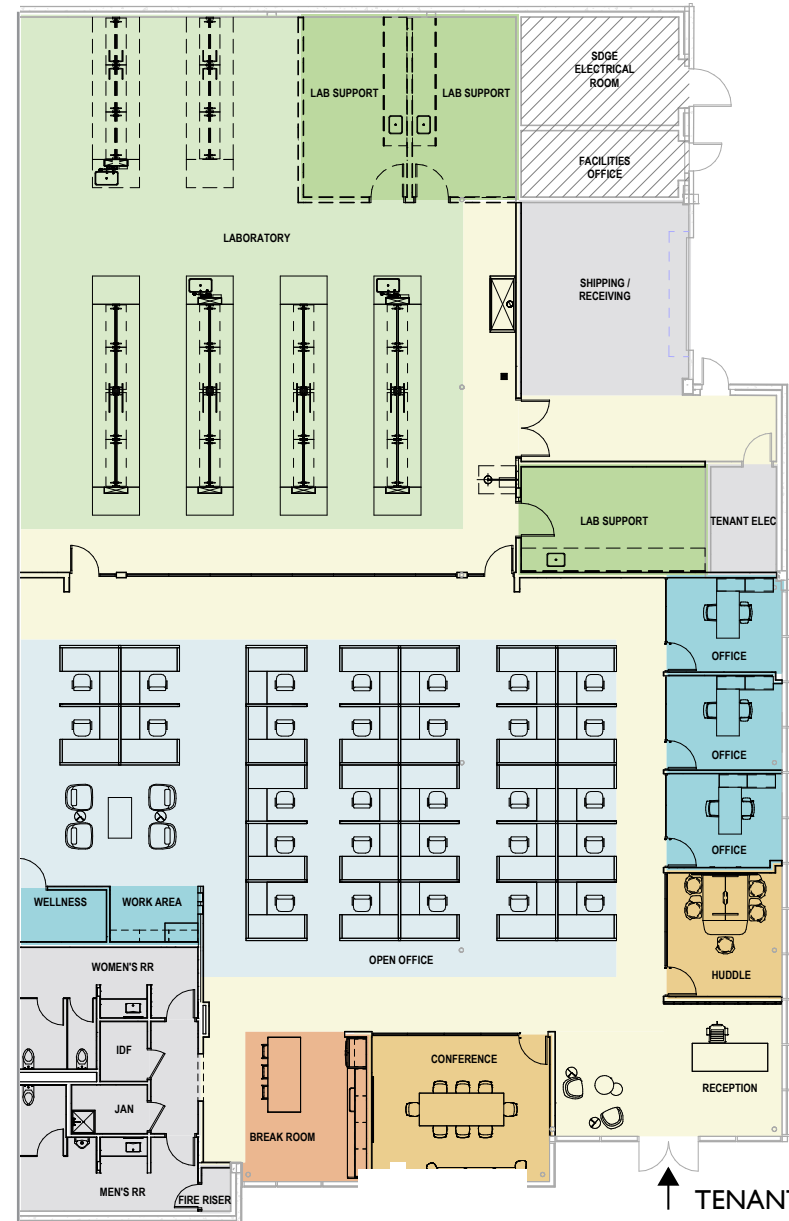 SDGE
ELECTRICAL
ROOM
LAB SUPPORT
LAB SUPPORT
FACILITIES
OFFICE
LABORATORY
SHIPPING /
RECEIVING
LAB SUPPORT
TENANT ELEC
OFFICE
OFFICE
OFFICE
WELLNESS
WORK AREA
OPEN OFFICE
WOMEN'S RR
HUDDLE
IDF
CONFERENCE
RECEPTION
JAN
BREAK ROOM
MEN'S RR
FIRE RISER
TENANT